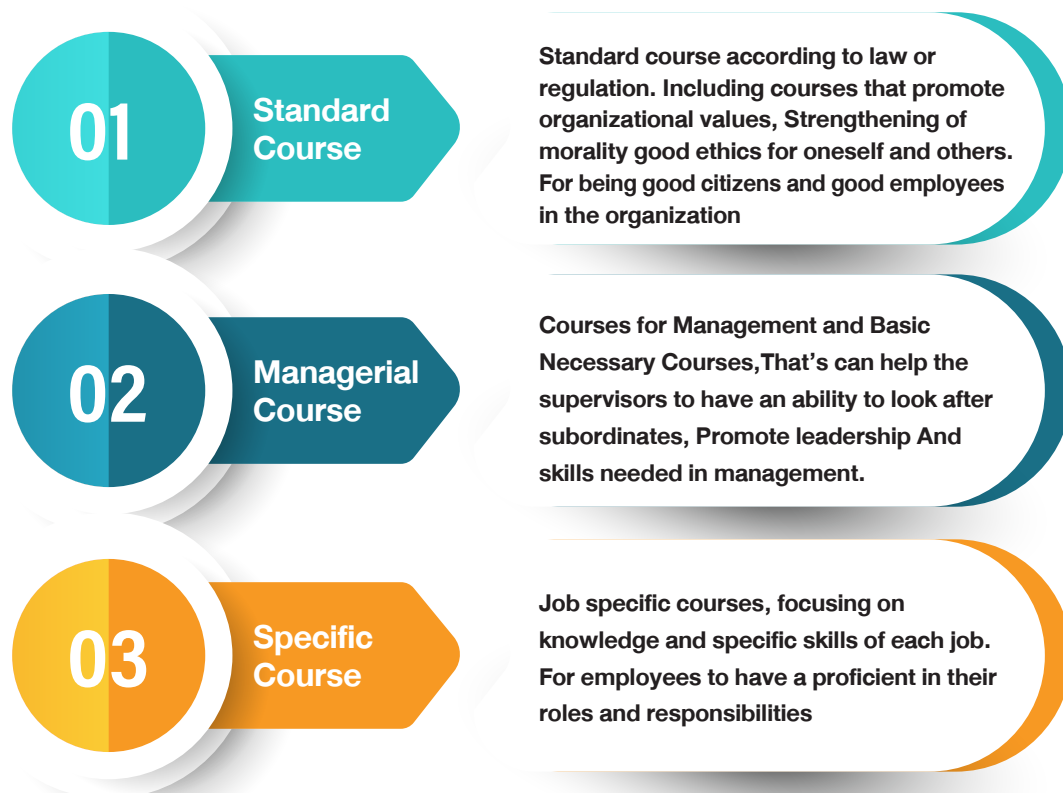 01
Standard
Course
Standard course according to law or
regulation. Including courses that promote
organizational values, Strengthening of
morality good ethics for oneself and others.
For being good citizens and good employees
in the organization
02
Managerial
Course
Courses for Management and Basic
Necessary Courses,That’s can help the
supervisors to have an ability to look after
subordinates, Promote leadership And
skills needed in management.
03
Specific
Course
Job specific courses, focusing on
knowledge and specific skills of each job.
For employees to have a proficient in their
roles and responsibilities